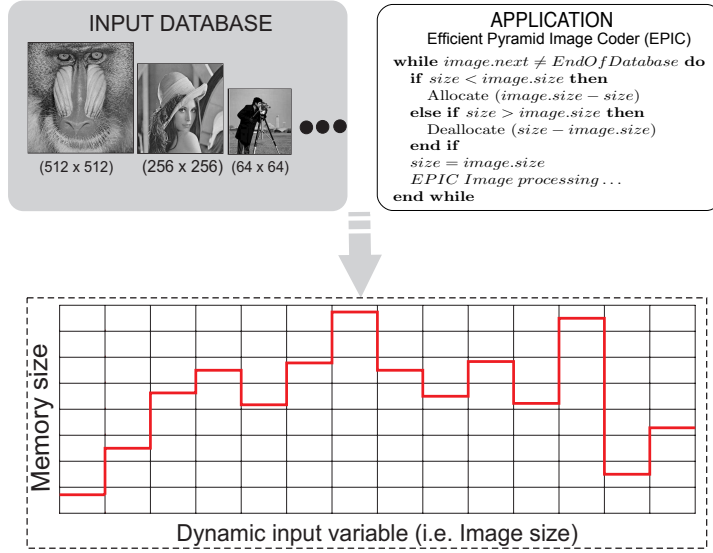 INPUT DATABASE
(512 x 512)
(256 x 256)
(64 x 64)
APPLICATION
Efficient Pyramid Image Coder (EPIC)
while image.next ≠ EndOfDatabase do
if size < image.size then
Allocate (image.size − size)
else if size > image.size then
Deallocate (size − image.size)
end if
size = image.size
EPIC Image processing . . .
end while
Memory size
Dynamic input variable (i.e. Image size)